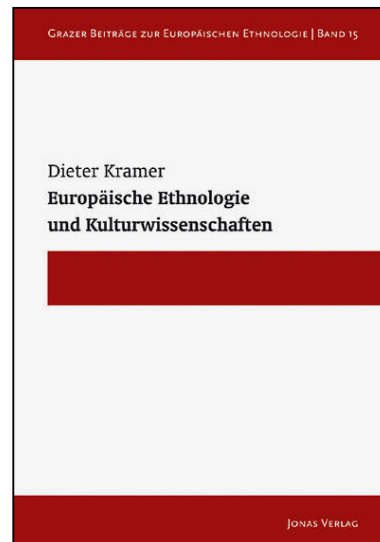 Grazer Beiträge zur Europäischen Ethnologie | Band 15
Dieter Kramer
Europäische Ethnologie
und Kulturwissenschaften
Jonas Verlag